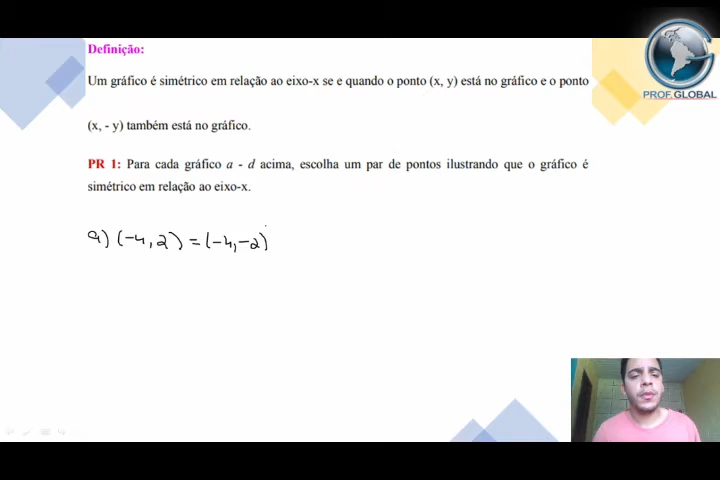 PROF. GLOBAL
Definição:
Um gráfico é simétrico em relação ao eixo-x se e quando o ponto (x, y) está no gráfico e o ponto
(x, - y) também está no gráfico.
PR 1: Para cada gráfico a - d acima, escolha um par de pontos ilustrando que o gráfico é
simétrico em relação ao eixo-x.
a) (-4, 2) = (-4, -2)